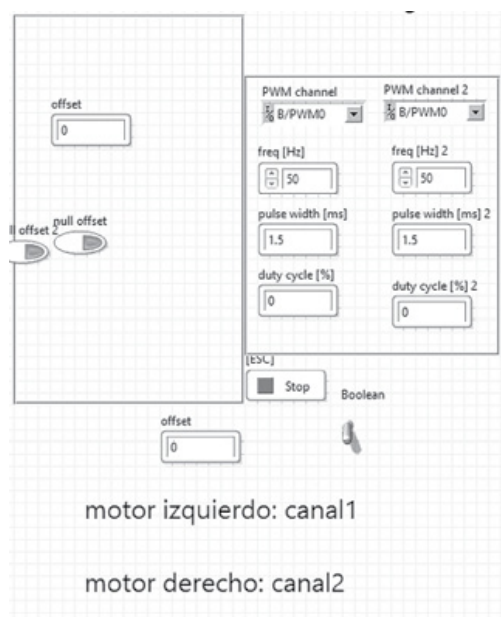 offset
0
null offset
ll offset 2
PWM channel
B/PWM0
freq [Hz]
50
pulse width [ms]
1.5
duty cycle [%]
0
PWM channel 2
B/PWM0
freq [Hz] 2
50
pulse width [ms] 2
1.5
duty cycle [%] 2
0
[ESC]
Stop
Boolean
offset
0
motor izquierdo: canal1
motor derecho: canal2